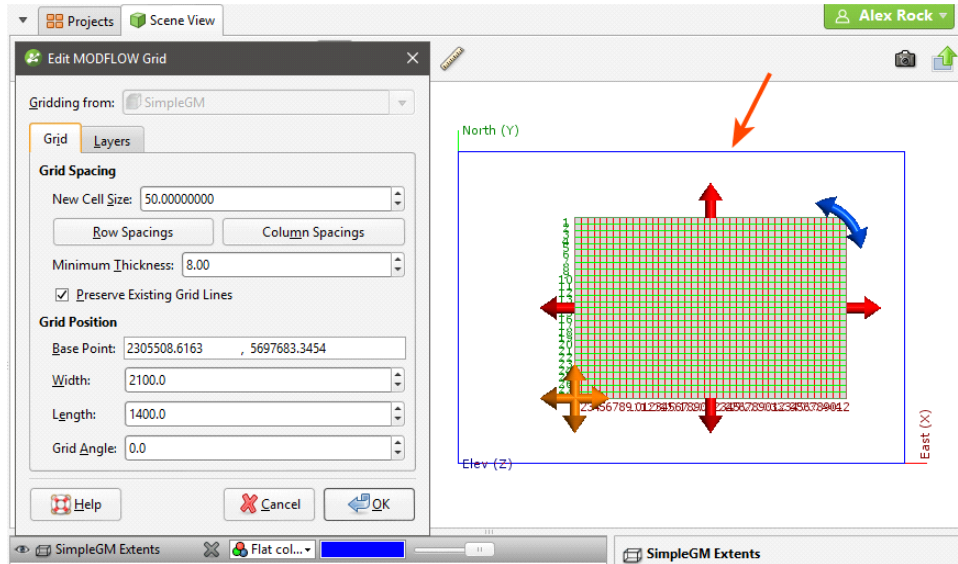 Projects
Scene View
Alex Rock
Edit MODFLOW Grid
Gridding from: SimpleGM
Grid
Layers
Grid Spacing
New Cell Size: 50.00000000
Row Spacings
Column Spacings
Minimum Thickness: 8.00
Preserve Existing Grid Lines
Grid Position
Base Point: 2305508.6163 , 5697683.3454
Width: 2100.0
Length: 1400.0
Grid Angle: 0.0
Help
Cancel
OK
North (Y)
East (X)
Elev (Z)
SimpleGM Extents
Flat col...
SimpleGM Extents